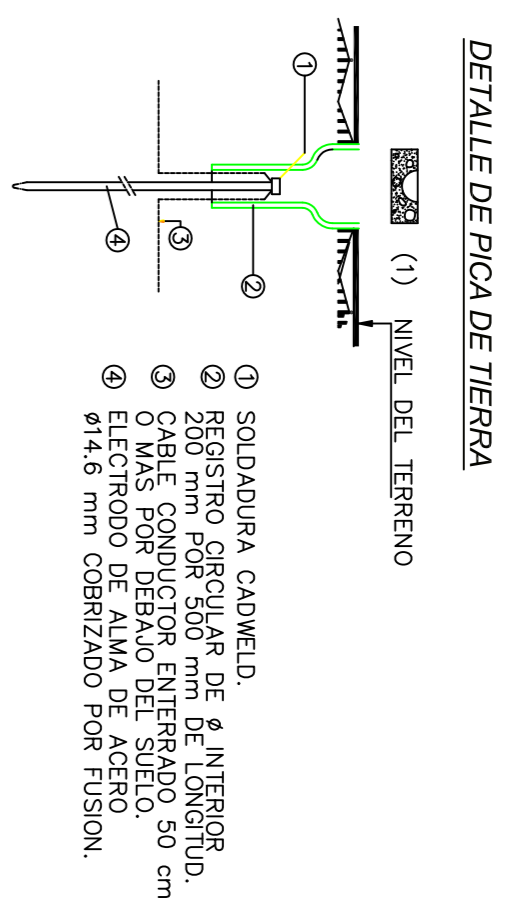 DETALLE DE PICA DE TIERRA
(1)
NIVEL DEL TERRENO
1
2
3
4
1 SOLDADURA CADWELD.
2 REGISTRO CIRCULAR DE Ø INTERIOR
200 mm POR 500 mm DE LONGITUD.
3 CABLE CONDUCTOR ENTERRADO 50 cm
O MAS POR DEBAJO DEL SUELO.
4 ELECTRODO DE ALMA DE ACERO
Ø14.6 mm COBRIZADO POR FUSION.